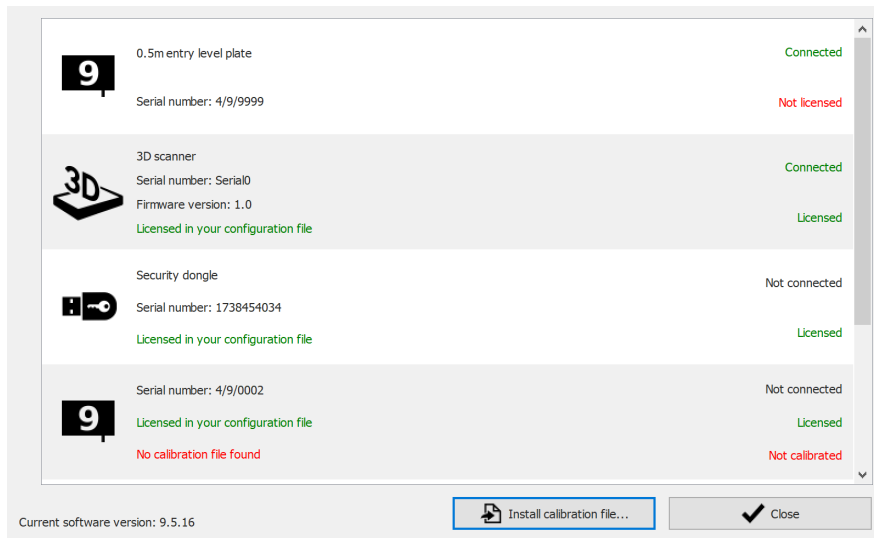 9
0.5m entry level plate
Connected
Serial number: 4/9/9999
Not licensed
3D
3D scanner
Connected
Serial number: Serial0
Firmware version: 1.0
Licensed
Licensed in your configuration file
Security dongle
Not connected
Serial number: 1738454034
Licensed
Licensed in your configuration file
9
Serial number: 4/9/0002
Not connected
Licensed in your configuration file
Licensed
No calibration file found
Not calibrated
Current software version: 9.5.16
Install calibration file...
Close